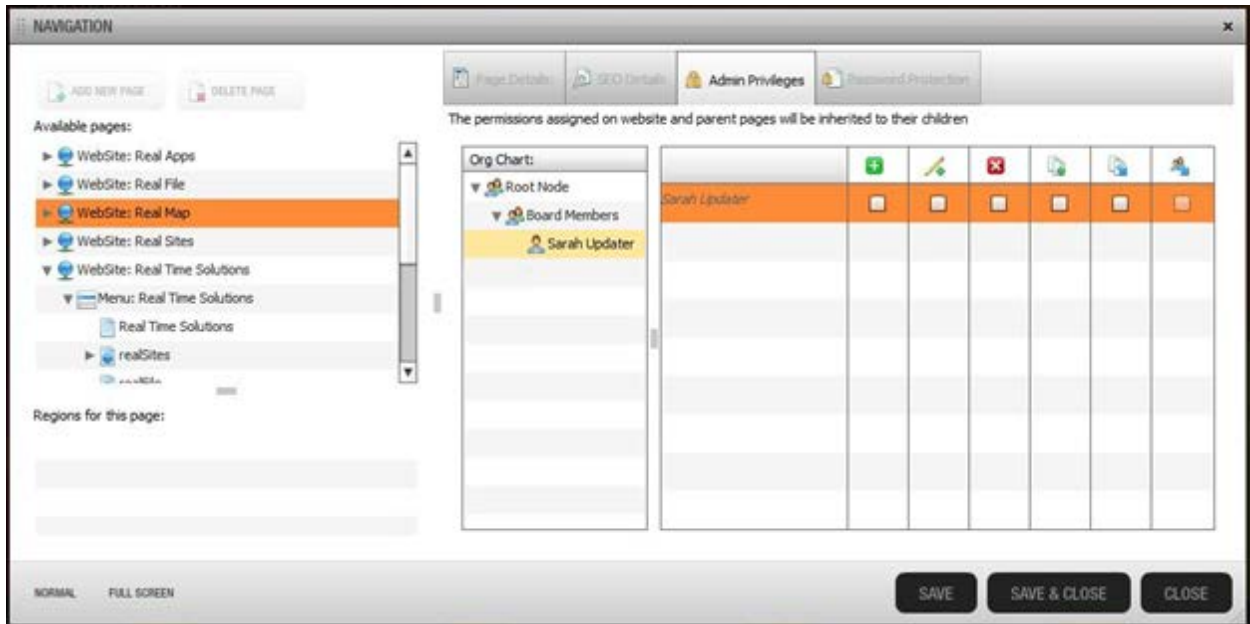 NAVIGATION
ADD NEW PAGE
DELETE PAGE
Page Details
SEO Details
Admin Privileges
Password Protection
Available pages:
The permissions assigned on website and parent pages will be inherited to their children
WebSite: Real Apps
WebSite: Real File
WebSite: Real Map
WebSite: Real Sites
WebSite: Real Time Solutions
Menu: Real Time Solutions
Real Time Solutions
realSites
Org Chart:
Root Node
Board Members
Sarah Updater
Sarah Updater
Regions for this page:
NORMAL
FULL SCREEN
SAVE
SAVE & CLOSE
CLOSE